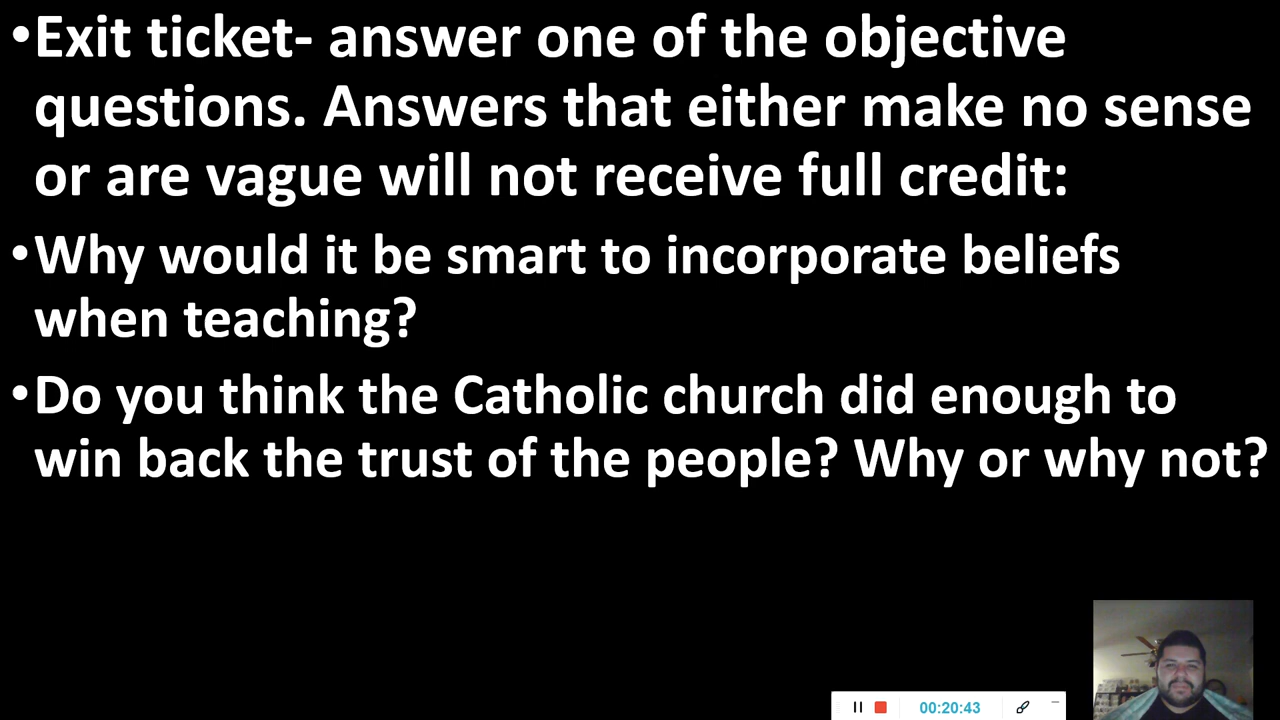 •Exit ticket- answer one of the objective
questions. Answers that either make no sense
or are vague will not receive full credit:
•Why would it be smart to incorporate beliefs
when teaching?
•Do you think the Catholic church did enough to
win back the trust of the people? Why or why not?
00:20:43